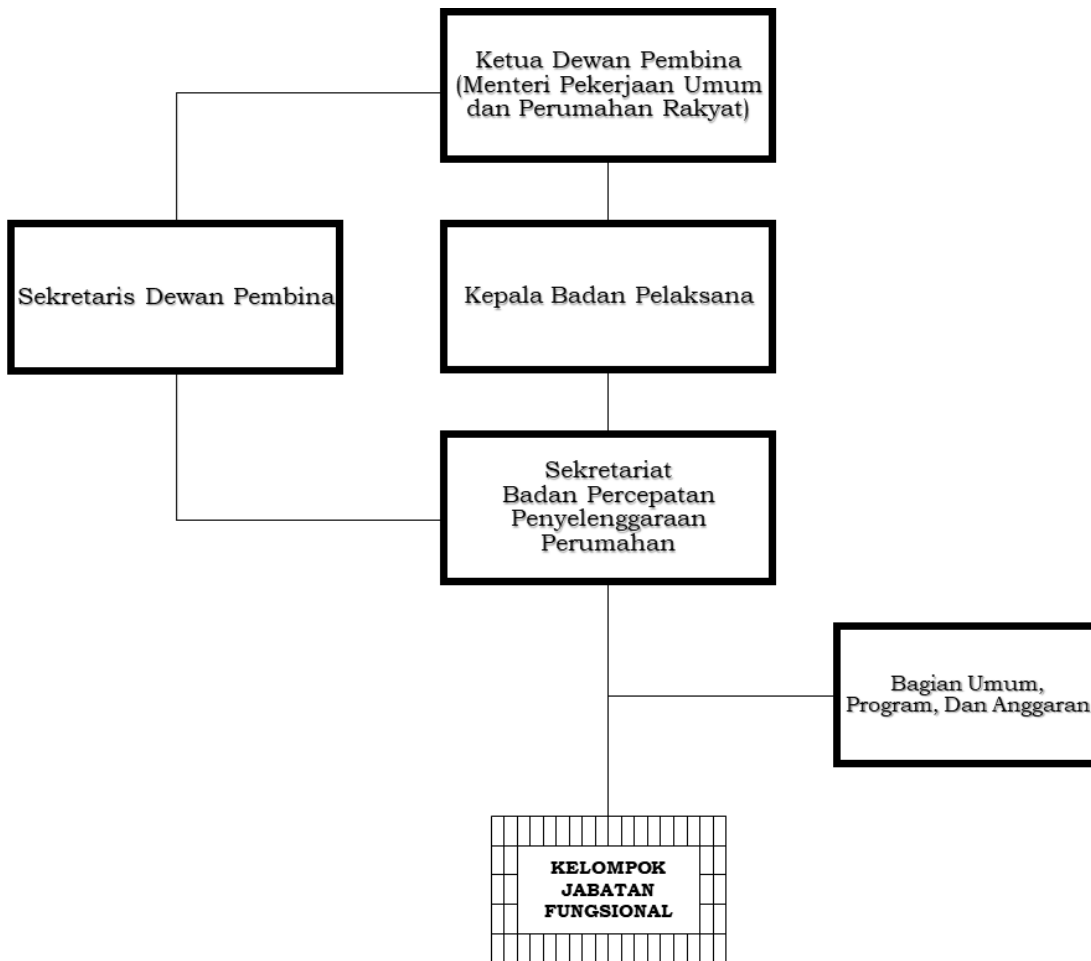 Ketua Dewan Pembina
(Menteri Pekerjaan Umum
dan Perumahan Rakyat)
Sekretaris Dewan Pembina
Kepala Badan Pelaksana
Sekretariat
Badan Percepatan
Penyelenggaraan
Perumahan
Bagian Umum,
Program, Dan Anggaran
KELOMPOK
JABATAN
FUNGSIONAL